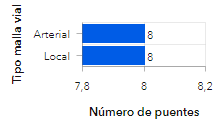 Tipo malla vial
Arterial 8
Local 8
7,8 8 8,2
Número de puentes